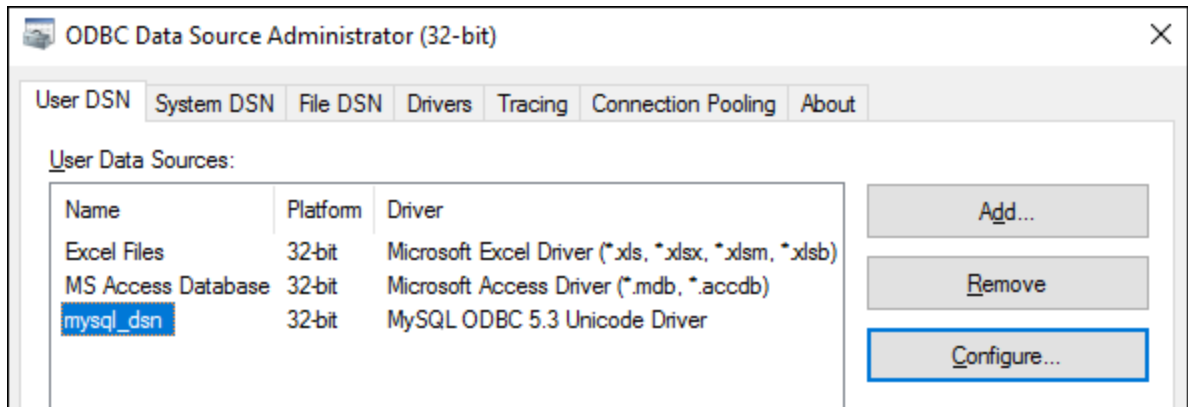 ODBC Data Source Administrator (32-bit)
User DSN System DSN File DSN Drivers Tracing Connection Pooling About
User Data Sources:
Name Platform Driver
Excel Files 32-bit Microsoft Excel Driver (*.xls, *.xlsx, *.xlsm, *.xlsb)
MS Access Database 32-bit Microsoft Access Driver (*.mdb, *.accdb)
mysql_dsn 32-bit MySQL ODBC 5.3 Unicode Driver
Add...
Remove
Configure...